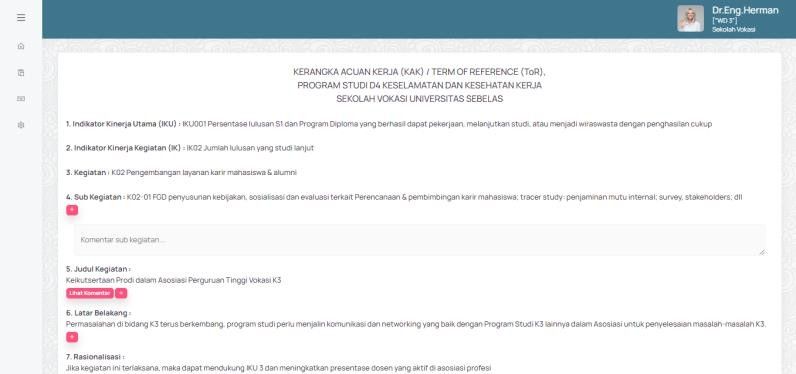 Dr.Eng.Herman
["WD 3"]
Sekolah Vokasi
KERANGKA ACUAN KERJA (KAK) / TERM OF REFERENCE (ToR),
PROGRAM STUDI D4 KESELAMATAN DAN KESEHATAN KERJA
SEKOLAH VOKASI UNIVERSITAS SEBELAS
1. Indikator Kinerja Utama (IKU) : IKU001 Persentase lulusan S1 dan Program Diploma yang berhasil dapat pekerjaan, melanjutkan studi, atau menjadi wiraswasta dengan penghasilan cukup
2. Indikator Kinerja Kegiatan (IK) : IK02 Jumlah lulusan yang studi lanjut
3. Kegiatan : K02 Pengembangan layanan karir mahasiswa & alumni
4. Sub Kegiatan : K02-01 FGD penyusunan kebijakan, sosialisasi dan evaluasi terkait Perencanaan & pembimbingan karir mahasiswa; tracer study: penjaminan mutu internal; survey, stakeholders; dll
+
Komentar sub kegiatan...
5. Judul Kegiatan :
Keikutsertaan Prodi dalam Asosiasi Perguruan Tinggi Vokasi K3
Lihat Komentar +
6. Latar Belakang :
Permasalahan di bidang K3 terus berkembang, program studi perlu menjalin komunikasi dan networking yang baik dengan Program Studi K3 lainnya dalam Asosiasi untuk penyelesaian masalah-masalah K3.
+
7. Rasionalisasi :
Jika kegiatan ini terlaksana, maka dapat mendukung IKU 3 dan meningkatkan presentase dosen yang aktif di asosiasi profesi